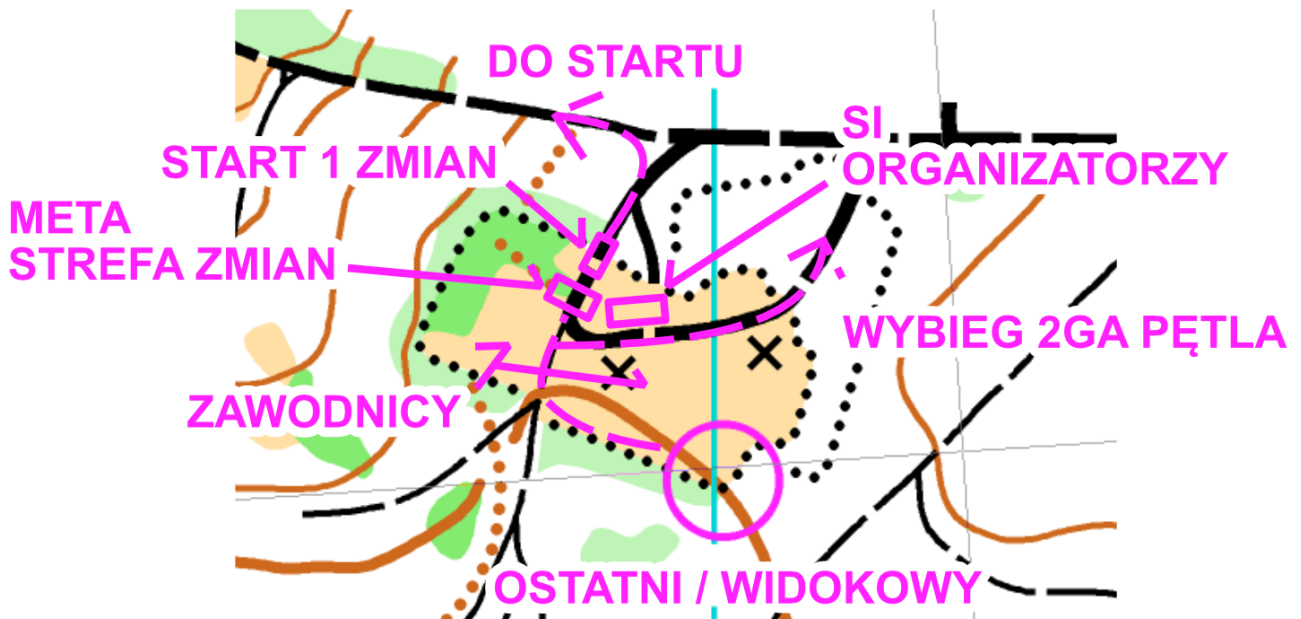 DO STARTU
SI
ORGANIZATORZY
START 1 ZMIAN
META
STREFA ZMIAN
WYBIEG 2GA PĘTLA
ZAWODNICY
OSTATNI / WIDOKOWY